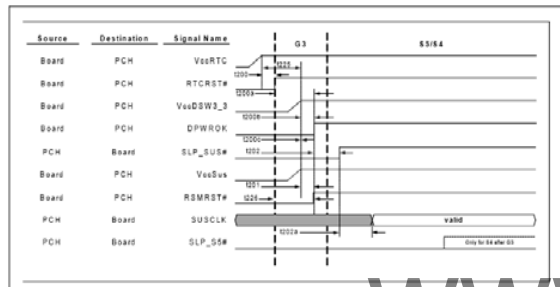 Source Destination Signal Name G3 S5/S4
Board PCH VccRTC
t225
t200
Board PCH RTCRST#
t200a
Board PCH VccDSW3_3
t200b
Board PCH DPWROK
t200c
PCH Board SLP_SUS#
t202
Board PCH VccSus
t201
Board PCH RSMRST#
t226
PCH Board SUSCLK valid
t202a
PCH Board SLP_S5# Only for S4 after G3